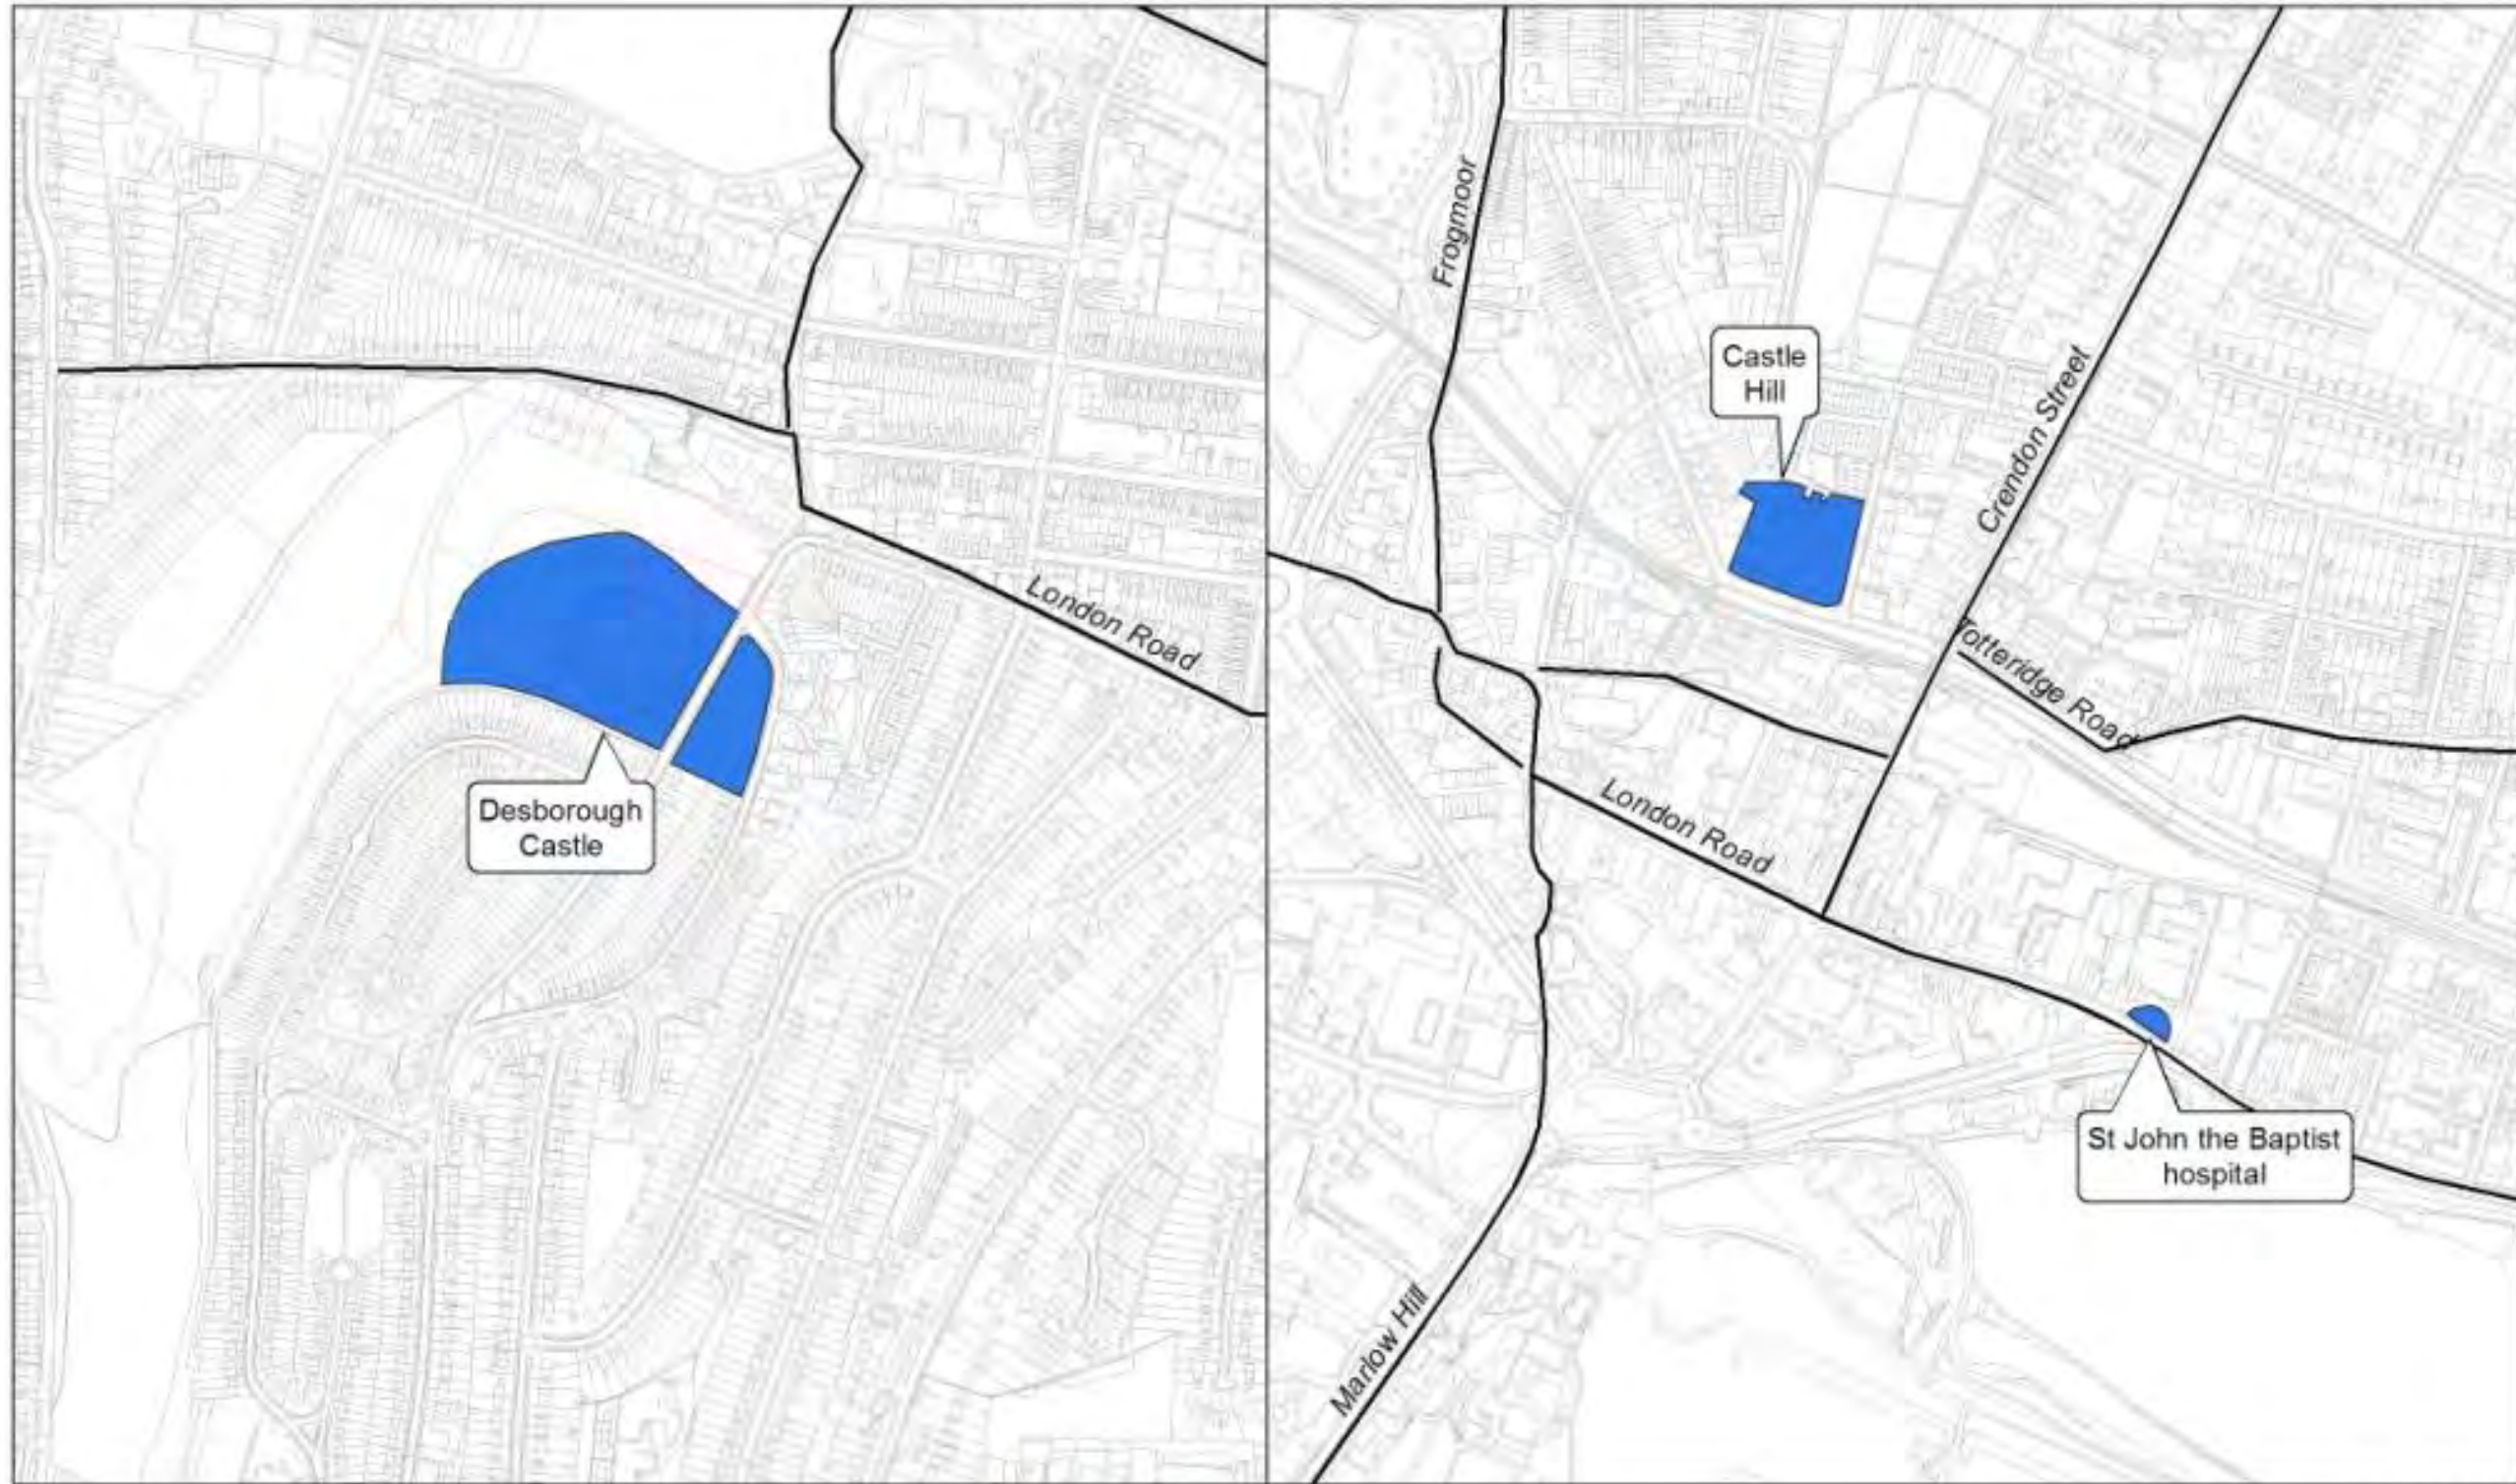 London Road
Desborough
Castle
Frogmoor
Castle
Hill
Crendon Street
Totteridge Road
London Road
St John the Baptist
hospital
Marlow Hill